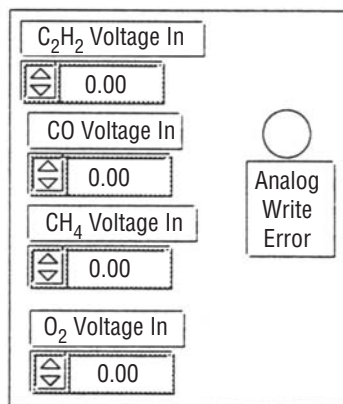 C₂H₂ Voltage In
0.00
CO Voltage In
0.00
CH₄ Voltage In
0.00
O₂ Voltage In
0.00
Analog
Write
Error